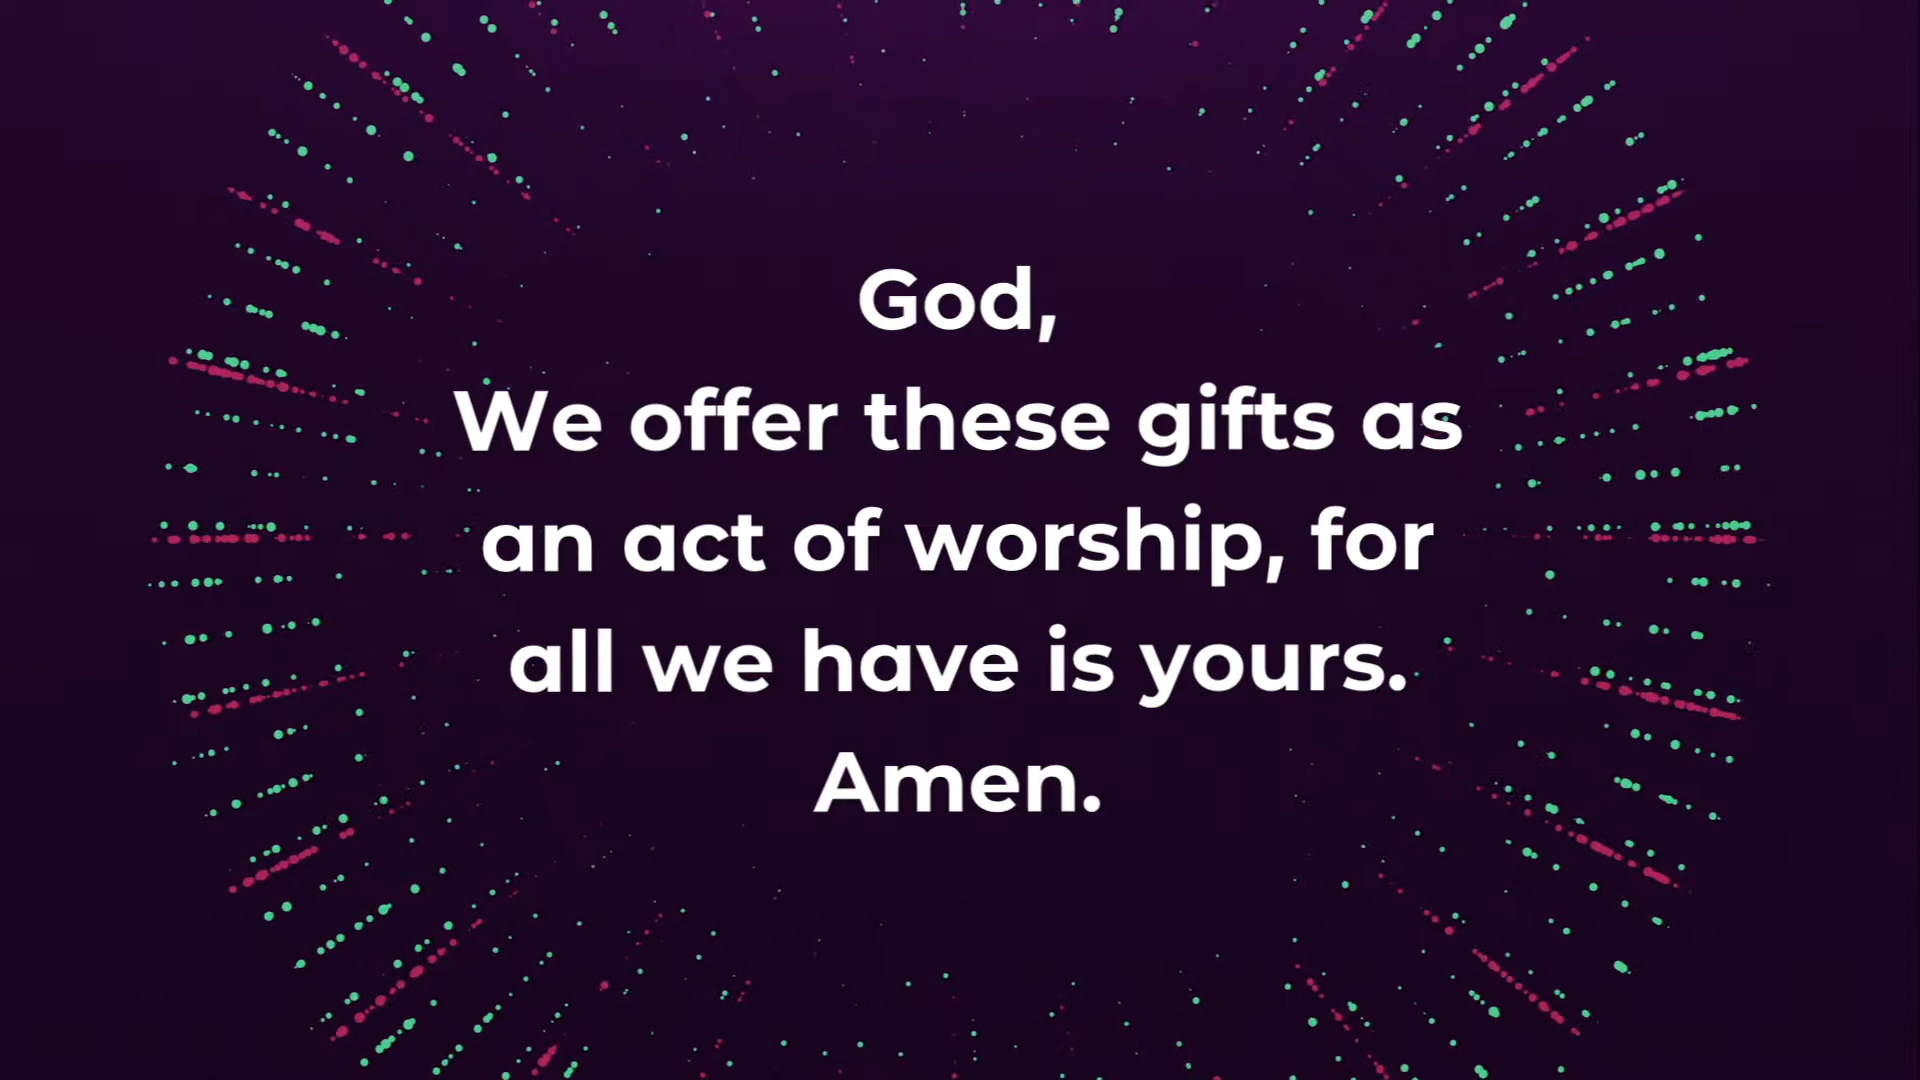 God,
We offer these gifts as
an act of worship, for
all we have is yours.
Amen.